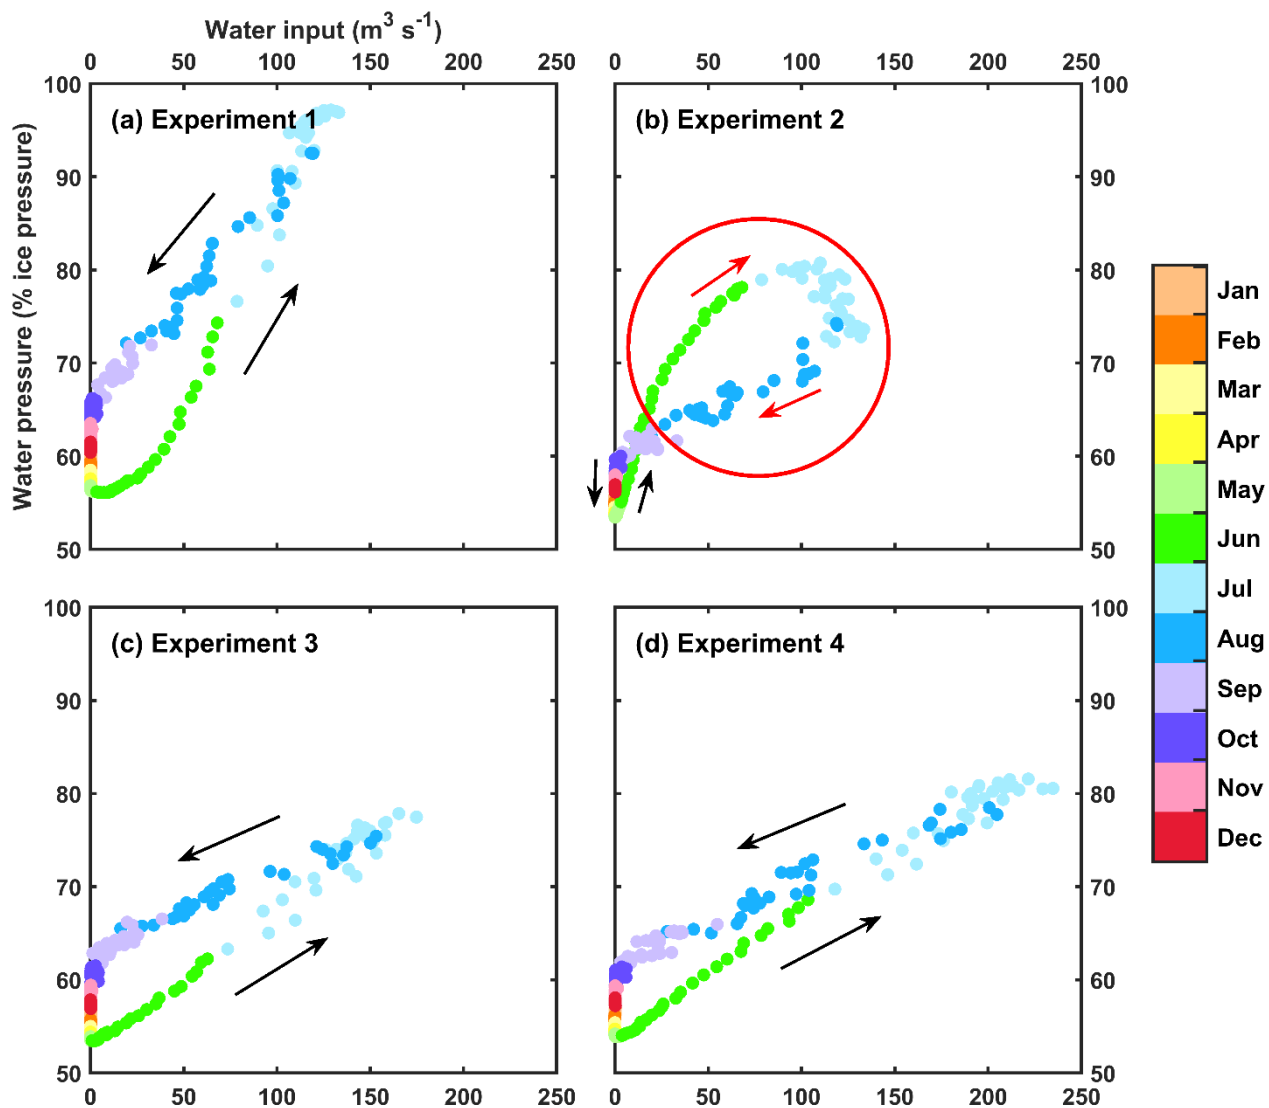 Water input (m³ s⁻¹)
0 50 100 150 200 250 0 50 100 150 200 250
Water pressure (% ice pressure)
100
90
80
70
60
50
(a) Experiment 1
(b) Experiment 2
100
90
80
70
60
50
100
90
80
70
60
50
(c) Experiment 3
(d) Experiment 4
100
90
80
70
60
50
0 50 100 150 200 250 0 50 100 150 200 250
Jan
Feb
Mar
Apr
May
Jun
Jul
Aug
Sep
Oct
Nov
Dec